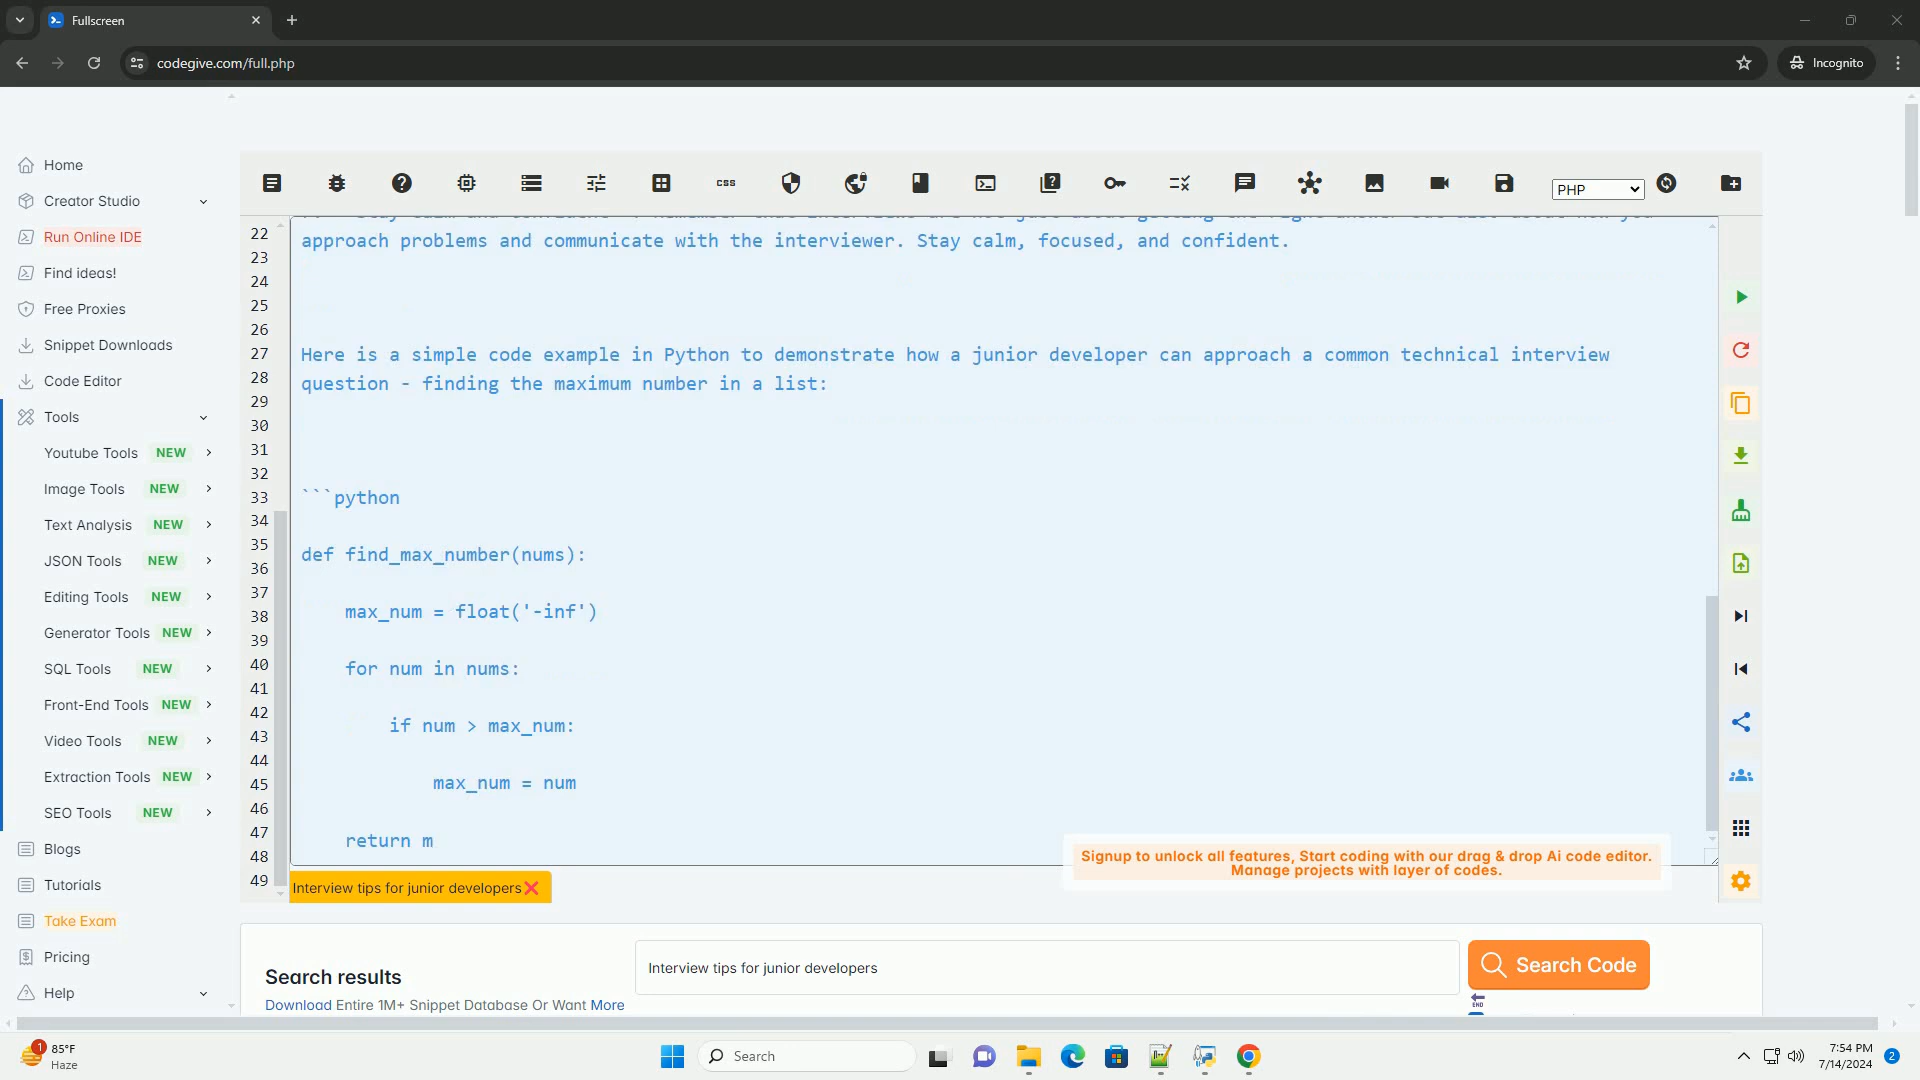 Fullscreen
codegive.com/full.php
Incognito
Home
Creator Studio
Run Online IDE
Find ideas!
Free Proxies
Snippet Downloads
Code Editor
Tools
Youtube Tools NEW
Image Tools NEW
Text Analysis NEW
JSON Tools NEW
Editing Tools NEW
Generator Tools NEW
SQL Tools NEW
Front-End Tools NEW
Video Tools NEW
Extraction Tools NEW
SEO Tools NEW
Blogs
Tutorials
Take Exam
Pricing
Help
css
PHP
22
23
24
25
26
27
28
29
30
31
32
33
34
35
36
37
38
39
40
41
42
43
44
45
46
47
48
49
approach problems and communicate with the interviewer. Stay calm, focused, and confident.
Here is a simple code example in Python to demonstrate how a junior developer can approach a common technical interview
question - finding the maximum number in a list:
```python
def find_max_number(nums):
    max_num = float('-inf')
    for num in nums:
        if num > max_num:
            max_num = num
    return m
Signup to unlock all features, Start coding with our drag & drop Ai code editor.
Manage projects with layer of codes.
Interview tips for junior developers
Search results
Download Entire 1M+ Snippet Database Or Want More
Interview tips for junior developers
Search Code
END
1
85°F
Haze
Search
7:54 PM
7/14/2024
2